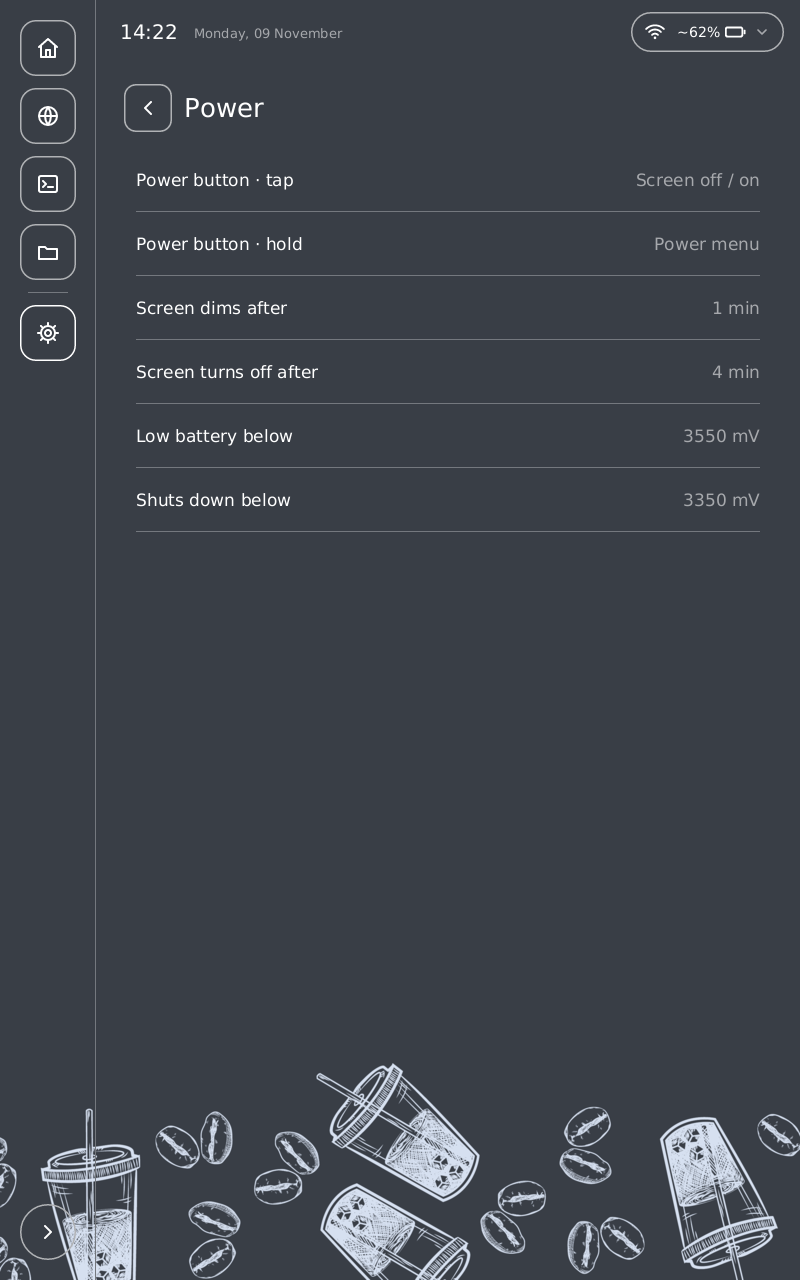 14:22 Monday, 09 November ~62%
Power
Power button · tap Screen off / on
Power button · hold Power menu
Screen dims after 1 min
Screen turns off after 4 min
Low battery below 3550 mV
Shuts down below 3350 mV